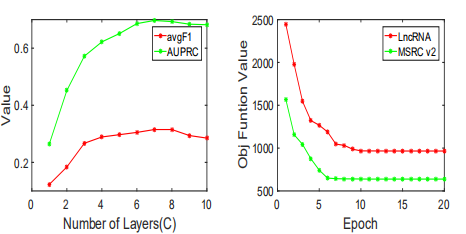 avgF1
AUPRC
0.6
0.4
0.2
Value
0 2 4 6 8 10
Number of Layers(C)
LncRNA
MSRC v2
2500
2000
1500
1000
500
Obj Funtion Value
0 5 10 15 20
Epoch